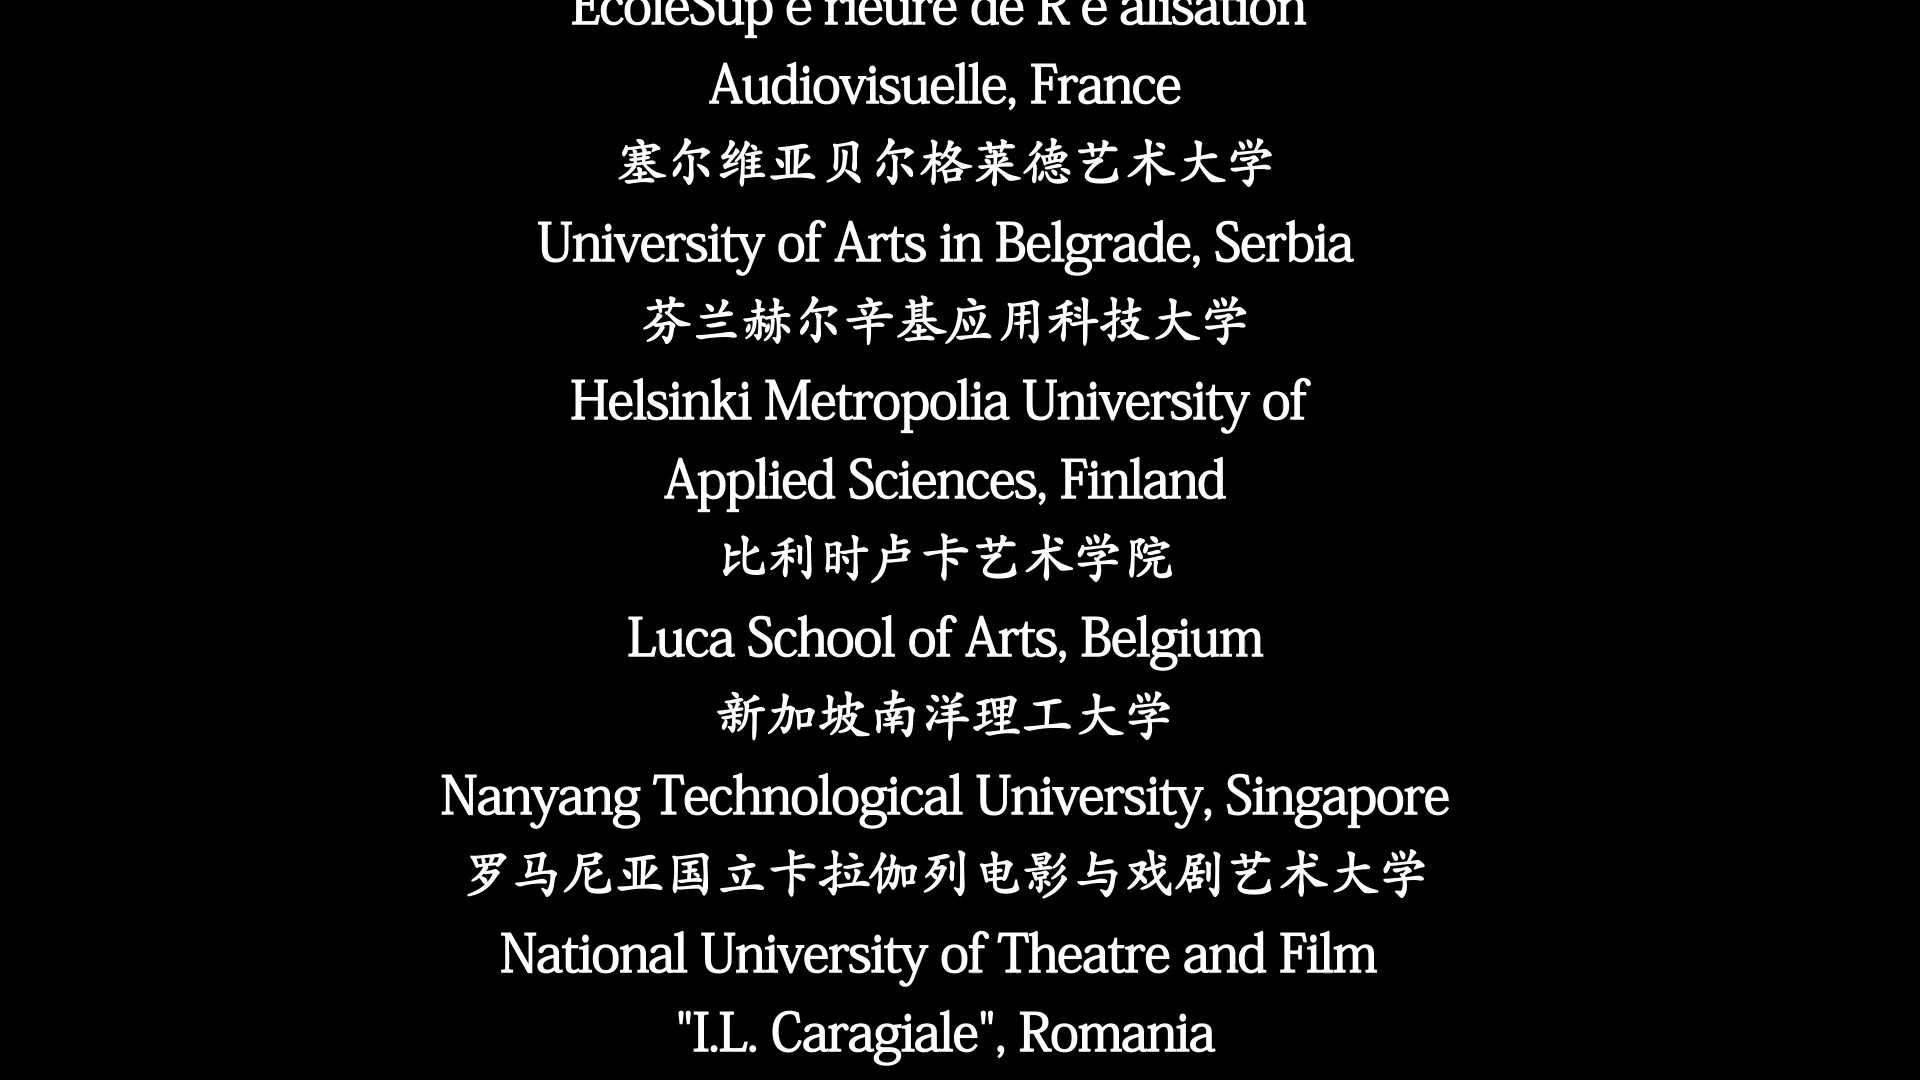 EcoleSup e rieure de R e alisation
Audiovisuelle, France
塞尔维亚贝尔格莱德艺术大学
University of Arts in Belgrade, Serbia
芬兰赫尔辛基应用科技大学
Helsinki Metropolia University of
Applied Sciences, Finland
比利时卢卡艺术学院
Luca School of Arts, Belgium
新加坡南洋理工大学
Nanyang Technological University, Singapore
罗马尼亚国立卡拉伽列电影与戏剧艺术大学
National University of Theatre and Film
"I.L. Caragiale", Romania